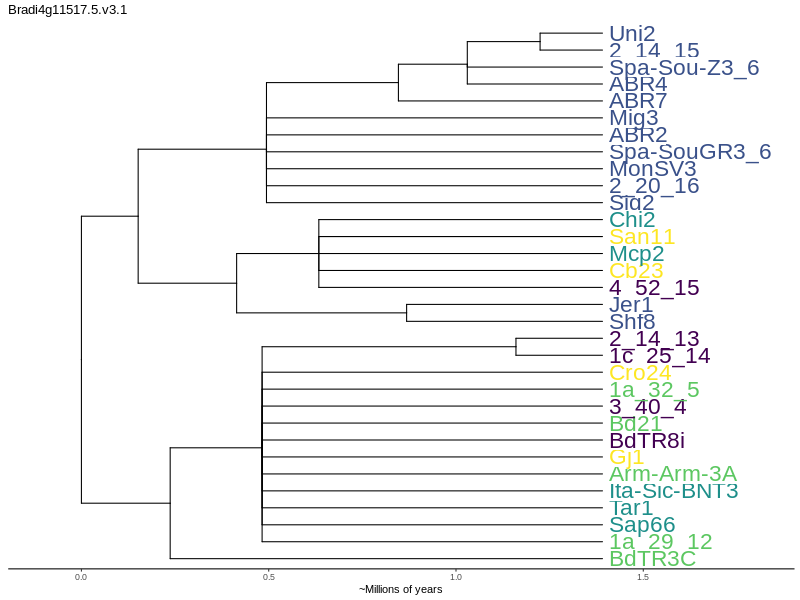 Bradi4g11517.5.v3.1
Uni2
2_14_15
Spa-Sou-Z3_6
ABR4
ABR7
Mig3
ABR2
Spa-SouGR3_6
MonSV3
2_20_16
Sig2
Chi2
San11
Mcp2
Cb23
4_52_15
Jer1
Shf8
2_14_13
1c_25_14
Cro24
1a_32_5
3_40_4
Bd21
BdTR8i
Gj1
Arm-Arm-3A
Ita-Sic-BNT3
Tar1
Sap66
1a_29_12
BdTR3C
0.0 0.5 1.0 1.5
~Millions of years